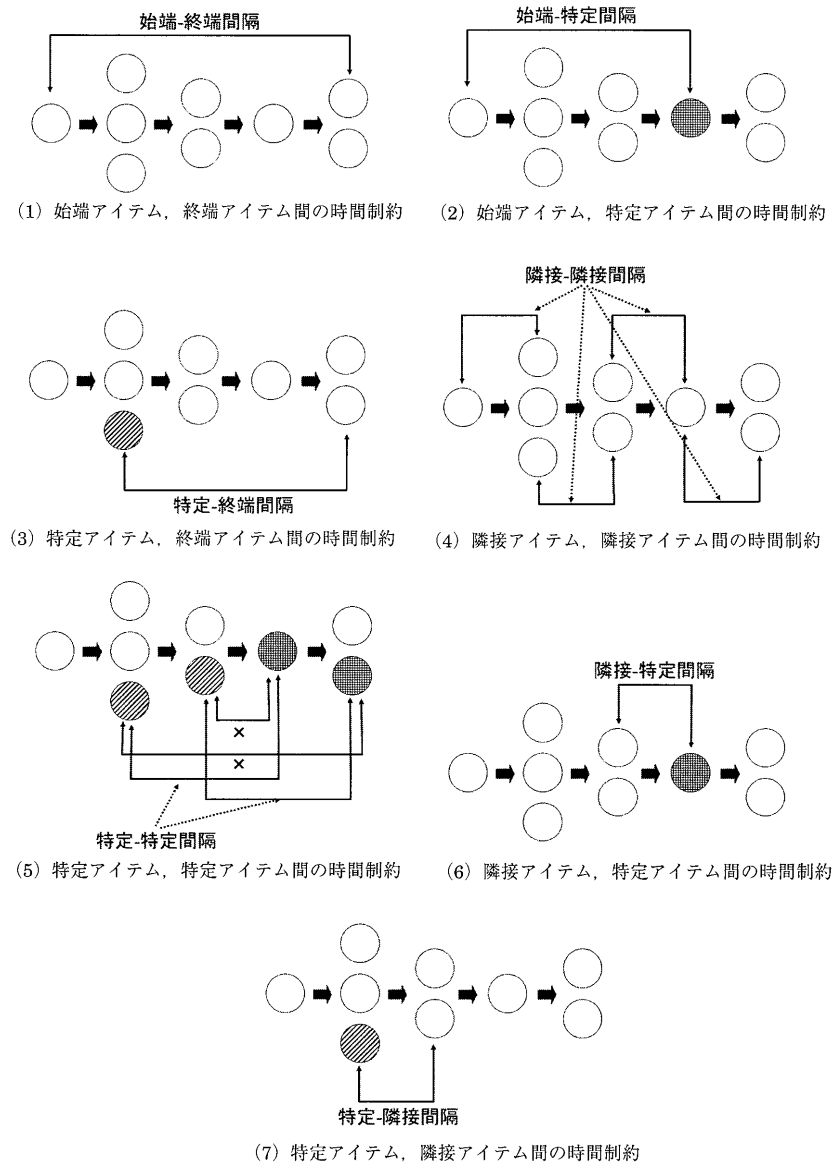 始端-終端間隔
(1) 始端アイテム，終端アイテム間の時間制約
始端-特定間隔
(2) 始端アイテム，特定アイテム間の時間制約
特定-終端間隔
(3) 特定アイテム，終端アイテム間の時間制約
隣接-隣接間隔
(4) 隣接アイテム，隣接アイテム間の時間制約
×
×
特定-特定間隔
(5) 特定アイテム，特定アイテム間の時間制約
隣接-特定間隔
(6) 隣接アイテム，特定アイテム間の時間制約
特定-隣接間隔
(7) 特定アイテム，隣接アイテム間の時間制約